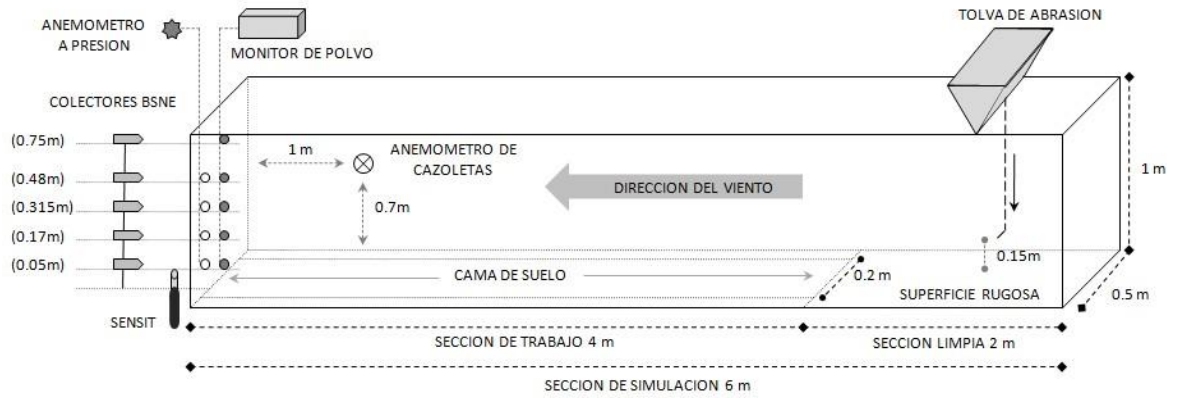 ANEMOMETRO
A PRESION
MONITOR DE POLVO
TOLVA DE ABRASION
COLECTORES BSNE
(0.75m)
(0.48m)
(0.315m)
(0.17m)
(0.05m)
SENSIT
1 m
ANEMOMETRO DE
CAZOLETAS
0.7m
DIRECCION DEL VIENTO
1 m
0.15m
CAMA DE SUELO
0.2 m
SUPERFICIE RUGOSA
0.5 m
SECCION DE TRABAJO 4 m
SECCION LIMPIA 2 m
SECCION DE SIMULACION 6 m